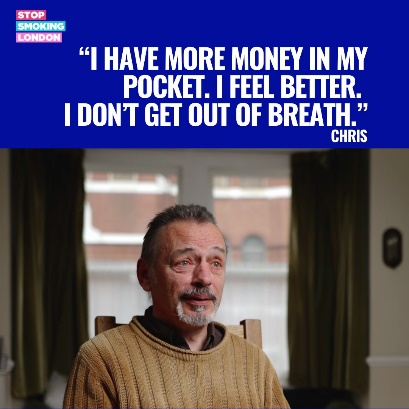 STOP
SMOKING
LONDON
“I HAVE MORE MONEY IN MY
POCKET. I FEEL BETTER.
I DON’T GET OUT OF BREATH.”
CHRIS